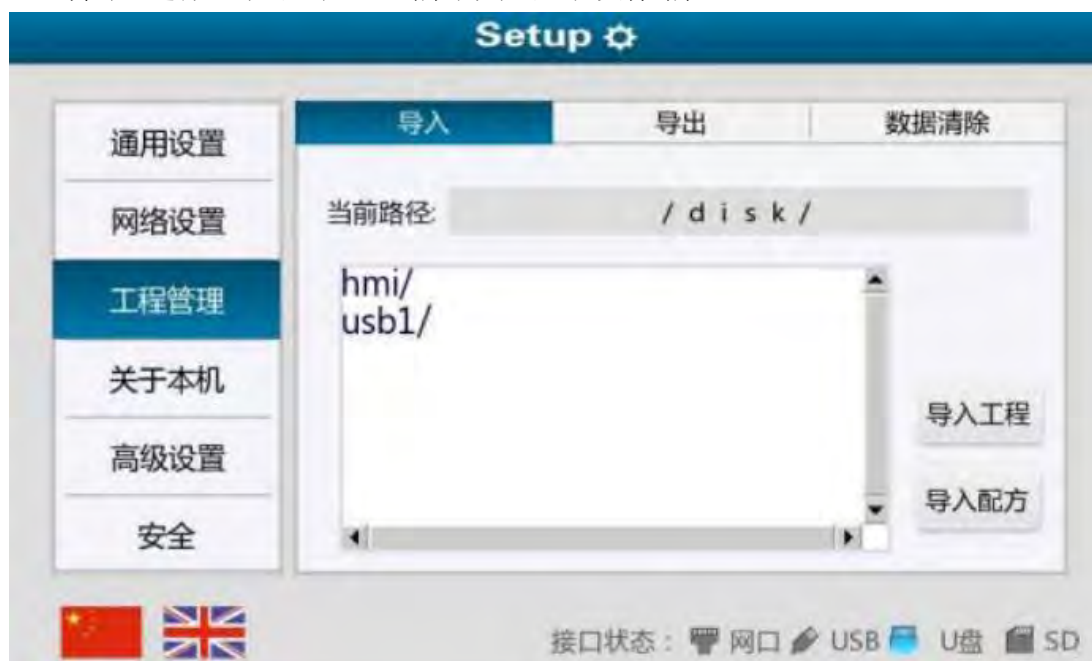 Setup
通用设置
网络设置
工程管理
关于本机
高级设置
安全
导入 导出 数据清除
当前路径: /disk/
hmi/
usb1/
导入工程
导入配方
接口状态： 网口 USB U盘 SD